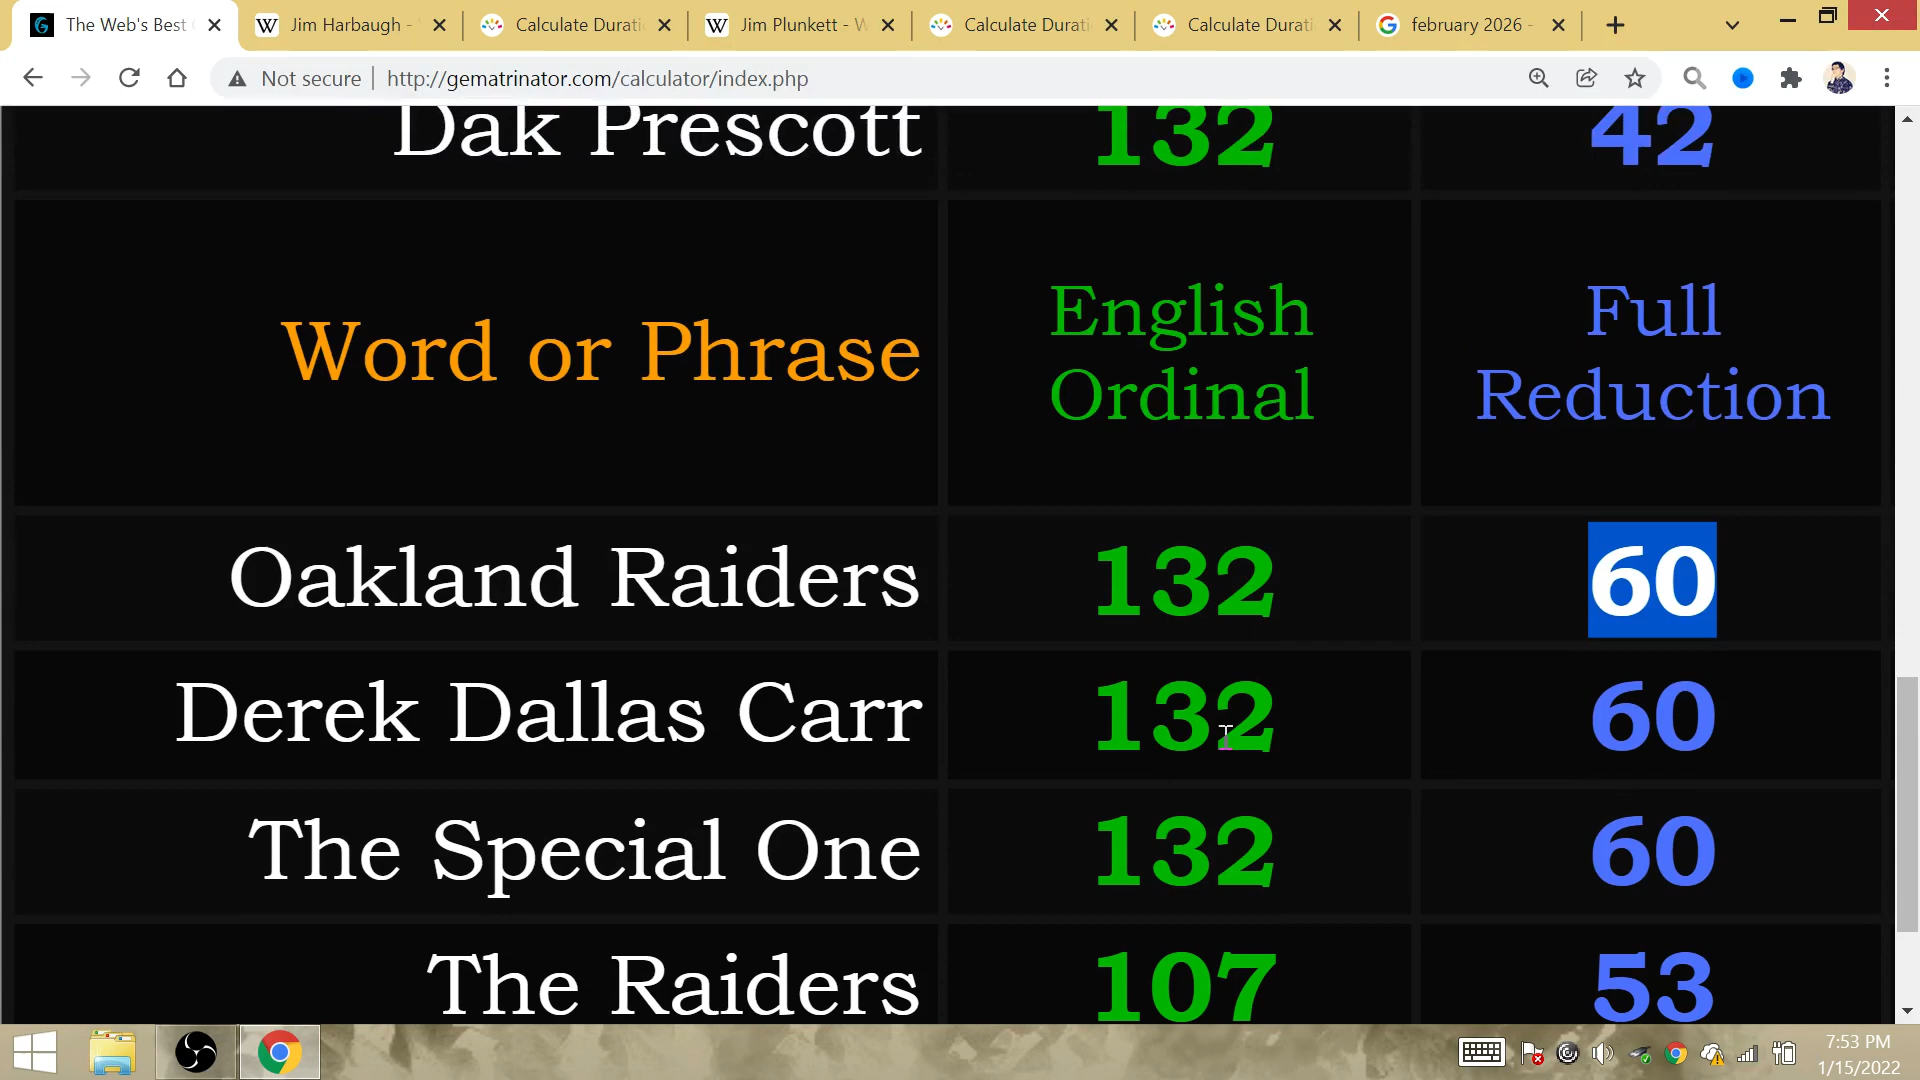 The Web's Best
Jim Harbaugh -
Calculate Durati
Jim Plunkett - W
Calculate Durati
Calculate Durati
february 2026 -
Not secure
http://gematrinator.com/calculator/index.php
Dak Prescott 132 42
Word or Phrase
English
Ordinal
Full
Reduction
Oakland Raiders 132 60
Derek Dallas Carr 132 60
The Special One 132 60
The Raiders 107 53
7:53 PM
1/15/2022